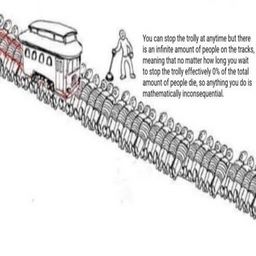 You can stop the trolly at anytime but there
is an infinite amount of people on the tracks,
meaning that no matter how long you wait
to stop the trolly effectively 0% of the total
amount of people die, so anything you do is
mathematically inconsequential.